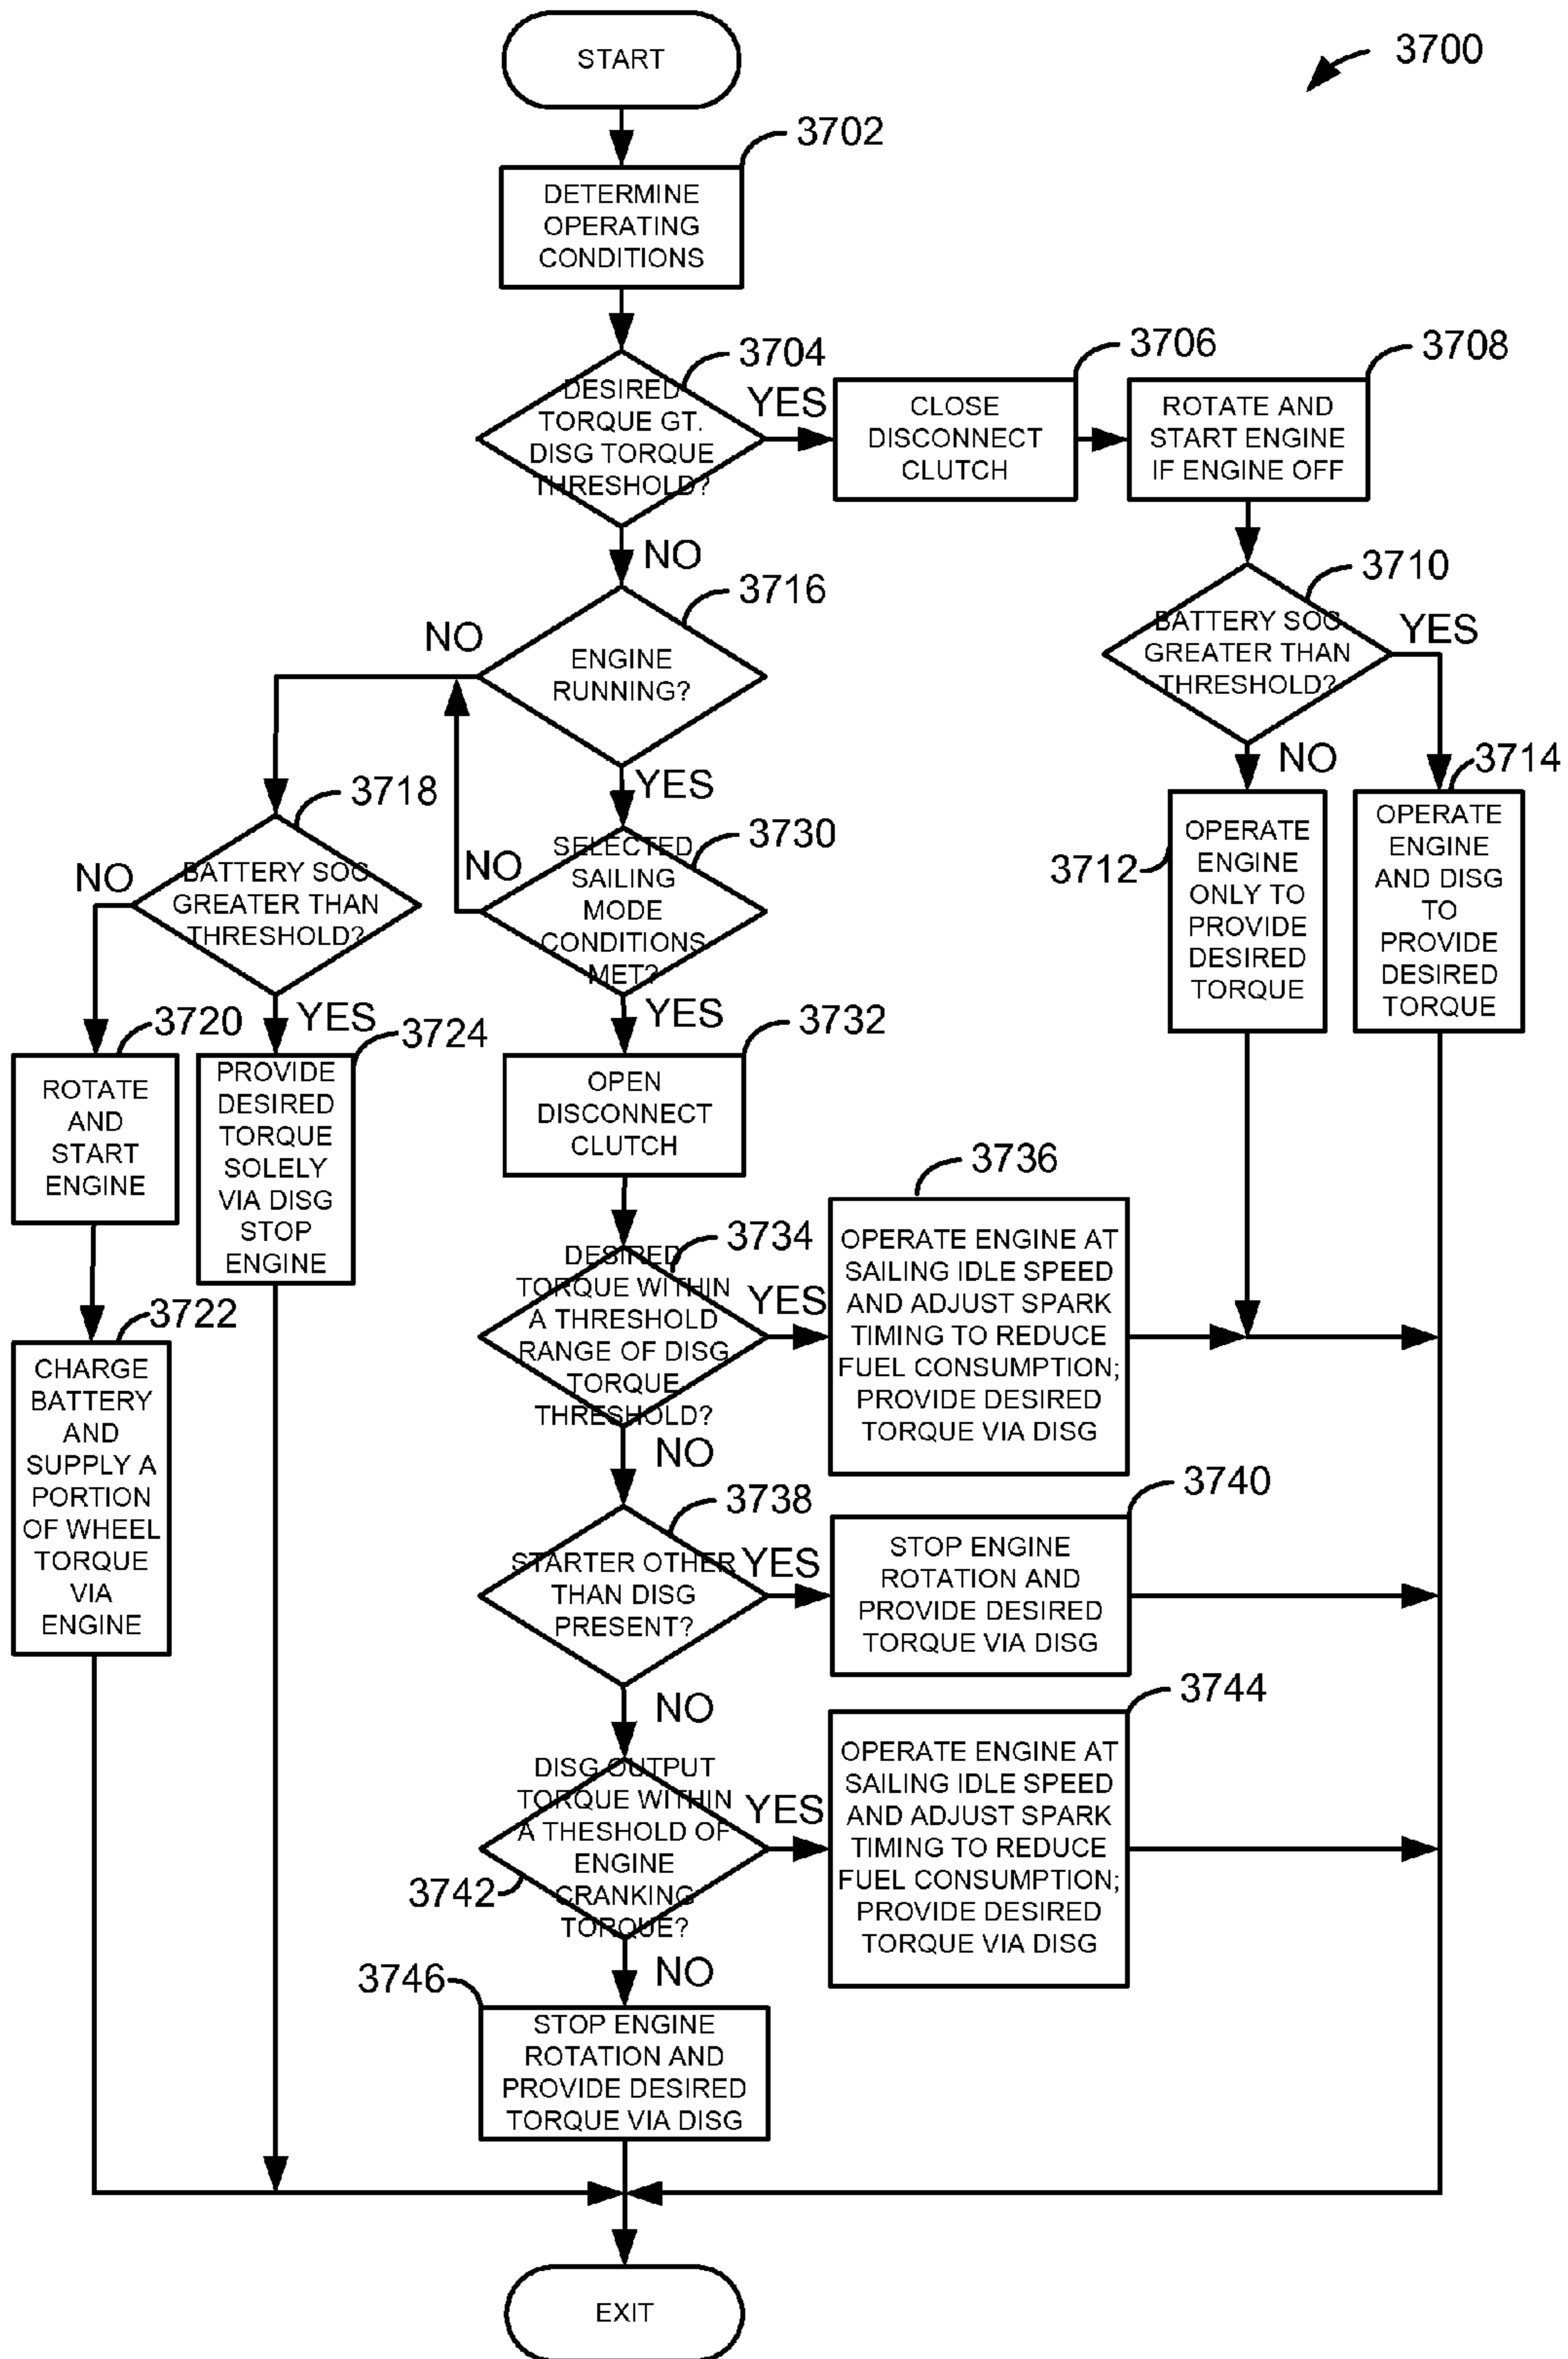 START
3700
3702
DETERMINE
OPERATING
CONDITIONS
3704
DESIRED
TORQUE GT.
DISG TORQUE
THRESHOLD?
YES
3706
CLOSE
DISCONNECT
CLUTCH
3708
ROTATE AND
START ENGINE
IF ENGINE OFF
NO
3710
BATTERY SOC
GREATER THAN
THRESHOLD?
YES
NO
3712
OPERATE
ENGINE
ONLY TO
PROVIDE
DESIRED
TORQUE
3714
OPERATE
ENGINE
AND DISG
TO
PROVIDE
DESIRED
TORQUE
3716
ENGINE
RUNNING?
NO
YES
3718
BATTERY SOC
GREATER THAN
THRESHOLD?
NO
YES
3720
ROTATE
AND
START
ENGINE
3722
CHARGE
BATTERY
AND
SUPPLY A
PORTION
OF WHEEL
TORQUE
VIA
ENGINE
3724
PROVIDE
DESIRED
TORQUE
SOLELY
VIA DISG
STOP
ENGINE
3730
SELECTED
SAILING
MODE
CONDITIONS
MET?
NO
YES
3732
OPEN
DISCONNECT
CLUTCH
3734
DESIRED
TORQUE WITHIN
A THRESHOLD
RANGE OF DISG
TORQUE
THRESHOLD?
YES
3736
OPERATE ENGINE AT
SAILING IDLE SPEED
AND ADJUST SPARK
TIMING TO REDUCE
FUEL CONSUMPTION;
PROVIDE DESIRED
TORQUE VIA DISG
NO
3738
STARTER OTHER
THAN DISG
PRESENT?
YES
3740
STOP ENGINE
ROTATION AND
PROVIDE DESIRED
TORQUE VIA DISG
NO
3742
DISG OUTPUT
TORQUE WITHIN
A THESHOLD OF
ENGINE
CRANKING
TORQUE?
YES
3744
OPERATE ENGINE AT
SAILING IDLE SPEED
AND ADJUST SPARK
TIMING TO REDUCE
FUEL CONSUMPTION;
PROVIDE DESIRED
TORQUE VIA DISG
NO
3746
STOP ENGINE
ROTATION AND
PROVIDE DESIRED
TORQUE VIA DISG
EXIT